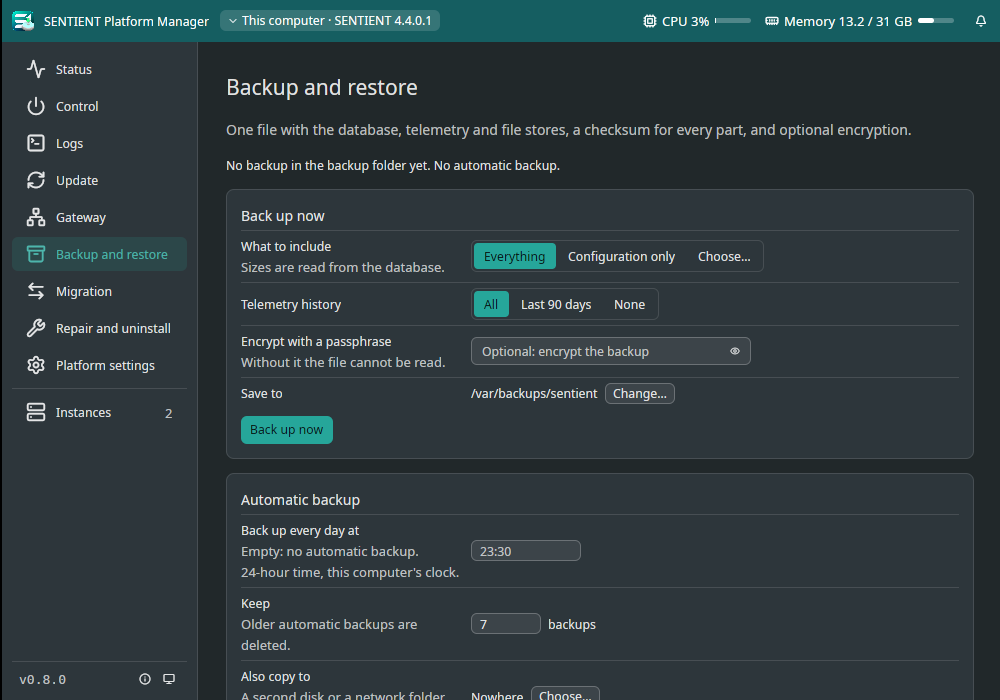 SENTIENT Platform Manager
This computer · SENTIENT 4.4.0.1
CPU 3%
Memory 13.2 / 31 GB
Status
Control
Logs
Update
Gateway
Backup and restore
Migration
Repair and uninstall
Platform settings
Instances 2
v0.8.0
Backup and restore
One file with the database, telemetry and file stores, a checksum for every part, and optional encryption.
No backup in the backup folder yet. No automatic backup.
Back up now
What to include
Sizes are read from the database.
Everything Configuration only Choose...
Telemetry history
All Last 90 days None
Encrypt with a passphrase
Without it the file cannot be read.
Optional: encrypt the backup
Save to
/var/backups/sentient Change...
Back up now
Automatic backup
Back up every day at
Empty: no automatic backup.
24-hour time, this computer's clock.
23:30
Keep
Older automatic backups are
deleted.
7 backups
Also copy to
A second disk or a network folder
Nowhere Choose...